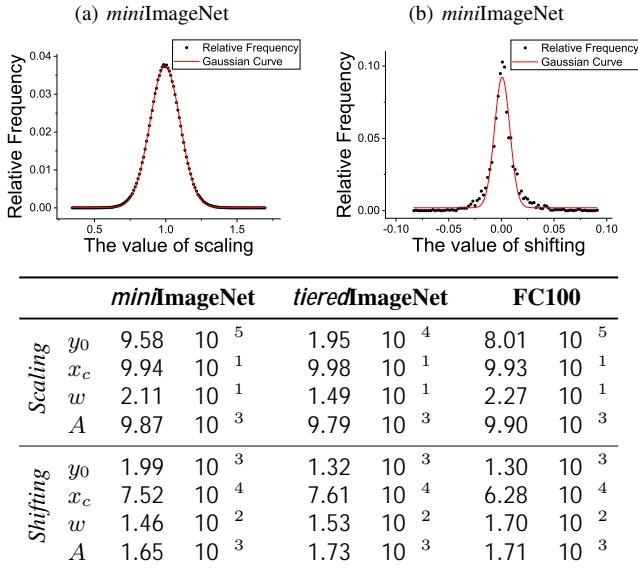 (a) miniImageNet
(b) miniImageNet
Relative Frequency
Gaussian Curve
Relative Frequency
0.04
0.03
0.02
0.01
0.00
0.5 1.0 1.5
The value of scaling
Relative Frequency
Gaussian Curve
Relative Frequency
0.10
0.05
0.00
-0.10 -0.05 0.00 0.05 0.10
The value of shifting
miniImageNet tieredImageNet FC100
Scaling
y0 9.58 10 5 1.95 10 4 8.01 10 5
xc 9.94 10 1 9.98 10 1 9.93 10 1
w 2.11 10 1 1.49 10 1 2.27 10 1
A 9.87 10 3 9.79 10 3 9.90 10 3
Shifting
y0 1.99 10 3 1.32 10 3 1.30 10 3
xc 7.52 10 4 7.61 10 4 6.28 10 4
w 1.46 10 2 1.53 10 2 1.70 10 2
A 1.65 10 3 1.73 10 3 1.71 10 3